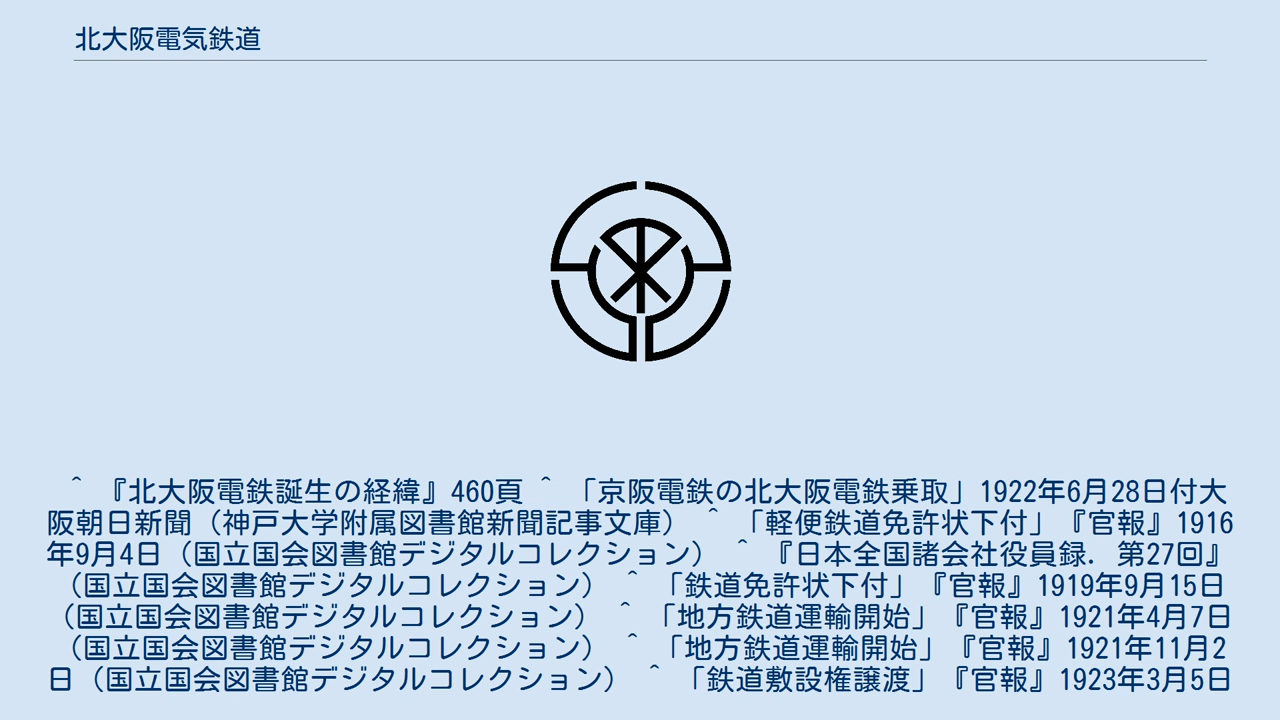 北大阪電気鉄道
^ 『北大阪電鉄誕生の経緯』460頁 ^ 「京阪電鉄の北大阪電鉄乗取」1922年6月28日付大
阪朝日新聞（神戸大学附属図書館新聞記事文庫） ^ 「軽便鉄道免許状下付」『官報』1916
年9月4日（国立国会図書館デジタルコレクション） ^ 『日本全国諸会社役員録. 第27回』
（国立国会図書館デジタルコレクション） ^ 「鉄道免許状下付」『官報』1919年9月15日
（国立国会図書館デジタルコレクション） ^ 「地方鉄道運輸開始」『官報』1921年4月7日
（国立国会図書館デジタルコレクション） ^ 「地方鉄道運輸開始」『官報』1921年11月2
日（国立国会図書館デジタルコレクション） ^ 「鉄道敷設権譲渡」『官報』1923年3月5日